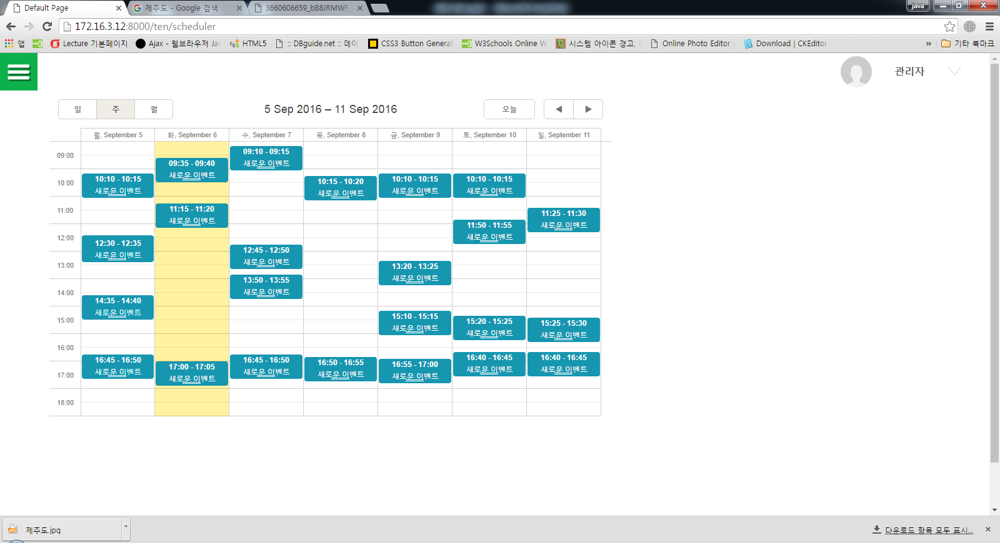 Default Page
제주도 - Google 검색
3660606659_bB8JRMWF_
java
172.16.3.12:8000/ten/scheduler
앱
Lecture 기본페이지
Ajax - 웹브라우저 Jav
HTML5
:: DBguide.net :: 데이
CSS3 Button Generat
W3Schools Online W
시스템 아이콘 경고,
Online Photo Editor
Download | CKEditor
»
기타 북마크
관리자
일
주
월
5 Sep 2016 – 11 Sep 2016
오늘
월, September 5
화, September 6
수, September 7
목, September 8
금, September 9
토, September 10
일, September 11
09:00
10:00
11:00
12:00
13:00
14:00
15:00
16:00
17:00
18:00
10:10 - 10:15
새로운 이벤트
12:30 - 12:35
새로운 이벤트
14:35 - 14:40
새로운 이벤트
16:45 - 16:50
새로운 이벤트
09:35 - 09:40
새로운 이벤트
11:15 - 11:20
새로운 이벤트
17:00 - 17:05
새로운 이벤트
09:10 - 09:15
새로운 이벤트
12:45 - 12:50
새로운 이벤트
13:50 - 13:55
새로운 이벤트
16:45 - 16:50
새로운 이벤트
10:15 - 10:20
새로운 이벤트
16:50 - 16:55
새로운 이벤트
10:10 - 10:15
새로운 이벤트
13:20 - 13:25
새로운 이벤트
15:10 - 15:15
새로운 이벤트
16:55 - 17:00
새로운 이벤트
10:10 - 10:15
새로운 이벤트
11:50 - 11:55
새로운 이벤트
15:20 - 15:25
새로운 이벤트
16:40 - 16:45
새로운 이벤트
11:25 - 11:30
새로운 이벤트
15:25 - 15:30
새로운 이벤트
16:40 - 16:45
새로운 이벤트
JPG
제주도.jpg
다운로드 항목 모두 표시...